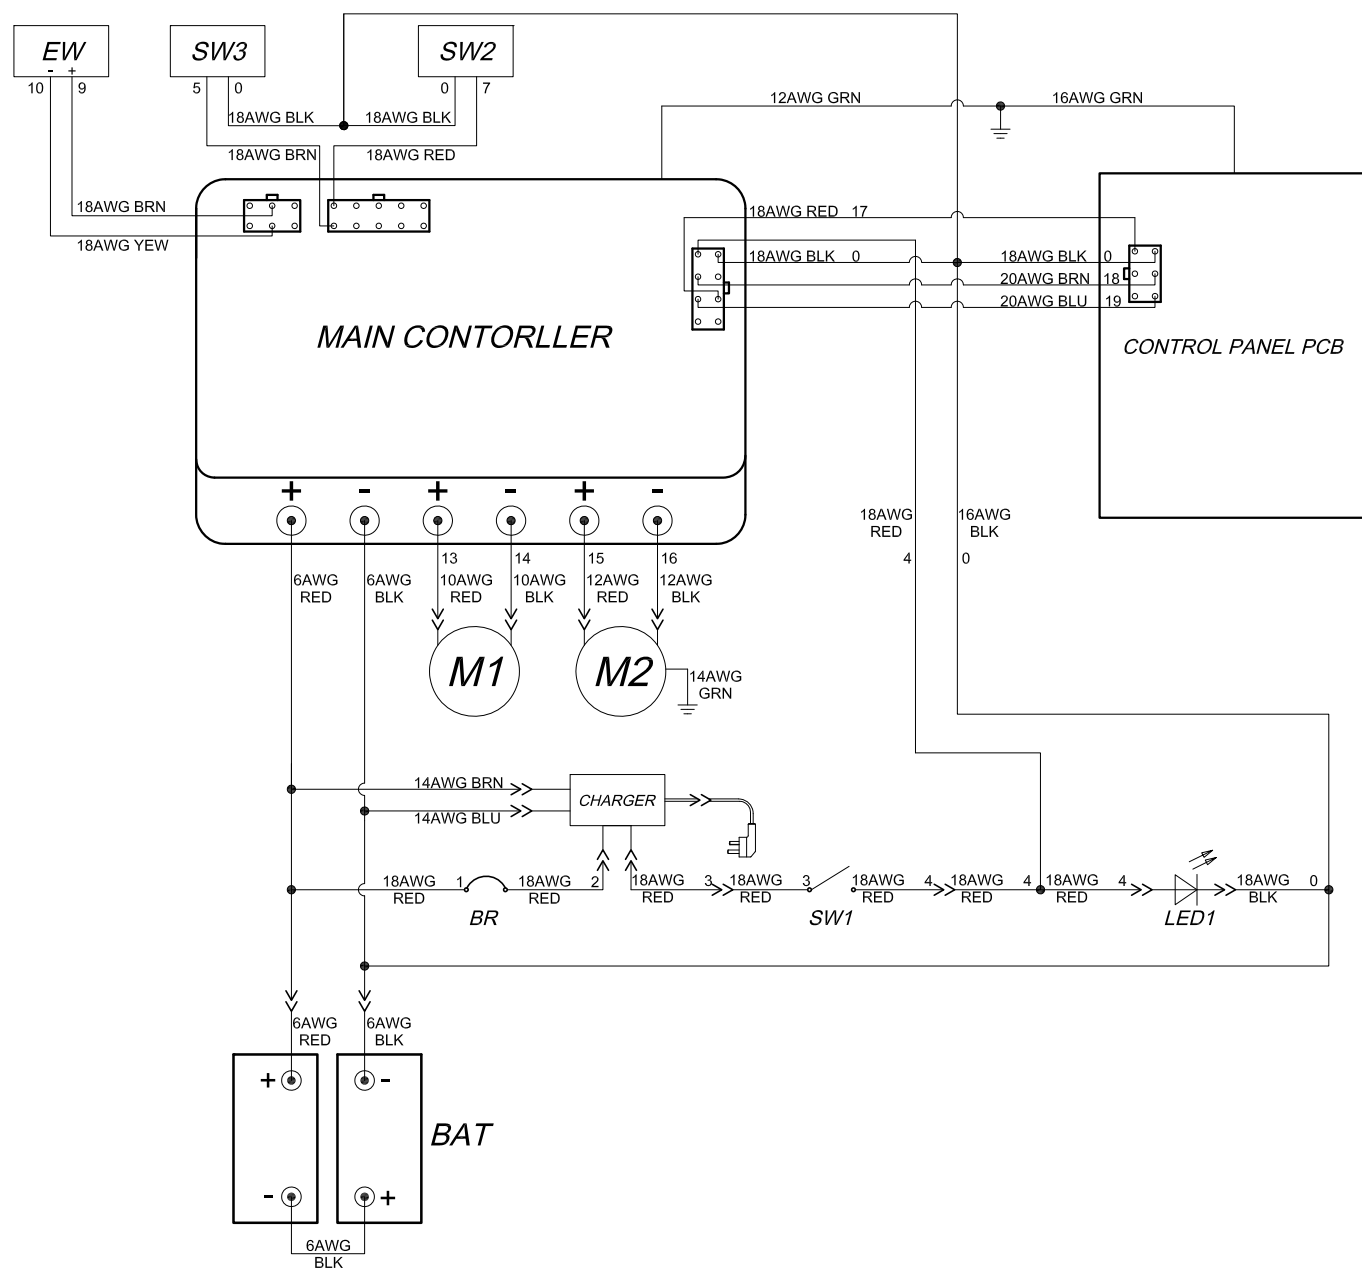 EW
SW3
SW2
- +
10 9
5 0
0 7
18AWG BLK
18AWG BLK
12AWG GRN
16AWG GRN
18AWG BRN
18AWG RED
18AWG BRN
18AWG YEW
18AWG RED 17
18AWG BLK 0
18AWG BLK 0
20AWG BRN 18
20AWG BLU 19
MAIN CONTORLLER
CONTROL PANEL PCB
+ - + - + -
18AWG
RED
4
16AWG
BLK
0
13 14 15 16
6AWG
RED
6AWG
BLK
10AWG
RED
10AWG
BLK
12AWG
RED
12AWG
BLK
M1
M2
14AWG
GRN
14AWG BRN
14AWG BLU
CHARGER
18AWG
RED
1
BR
18AWG
RED
2
18AWG
RED
3
18AWG
RED
3
SW1
18AWG
RED
4
18AWG
RED
4
18AWG
RED
4
LED1
18AWG
BLK
0
6AWG
RED
6AWG
BLK
+ -
BAT
- +
6AWG
BLK